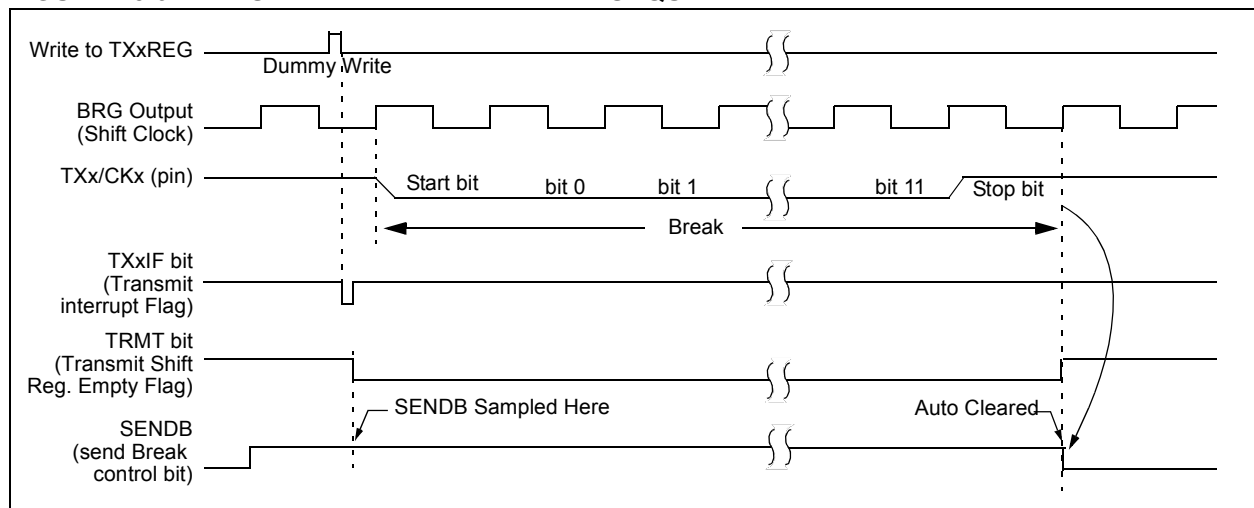 Write to TXxREG
Dummy Write
BRG Output
(Shift Clock)
TXx/CKx (pin)
Start bit
bit 0
bit 1
bit 11
Stop bit
Break
TXxIF bit
(Transmit
interrupt Flag)
TRMT bit
(Transmit Shift
Reg. Empty Flag)
SENDB Sampled Here
Auto Cleared
SENDB
(send Break
control bit)